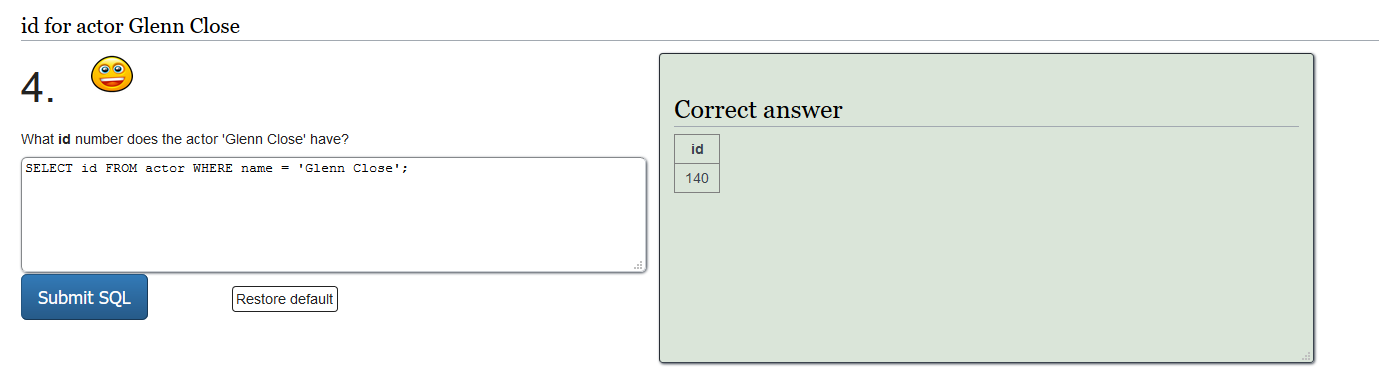 id for actor Glenn Close
4.
What id number does the actor 'Glenn Close' have?
SELECT id FROM actor WHERE name = 'Glenn Close';
Submit SQL
Restore default
Correct answer
id
140